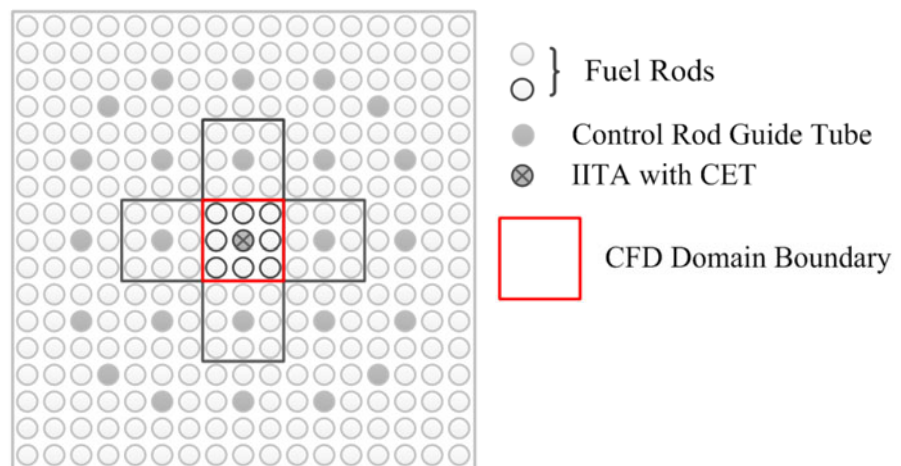 Fuel Rods
Control Rod Guide Tube
IITA with CET
CFD Domain Boundary